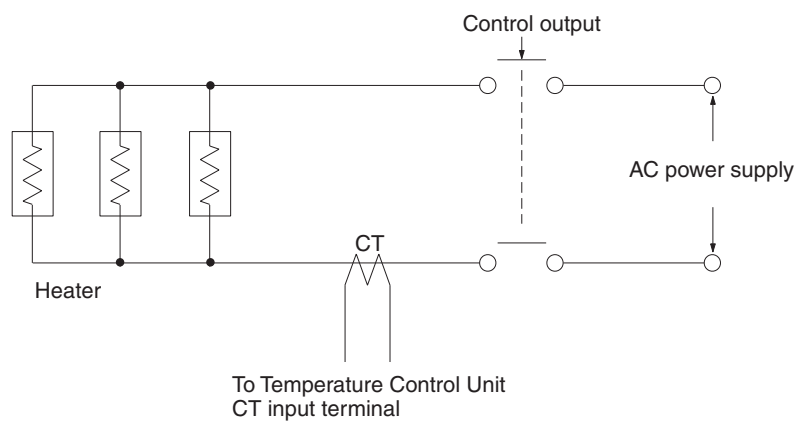 Control output
AC power supply
CT
Heater
To Temperature Control Unit
CT input terminal